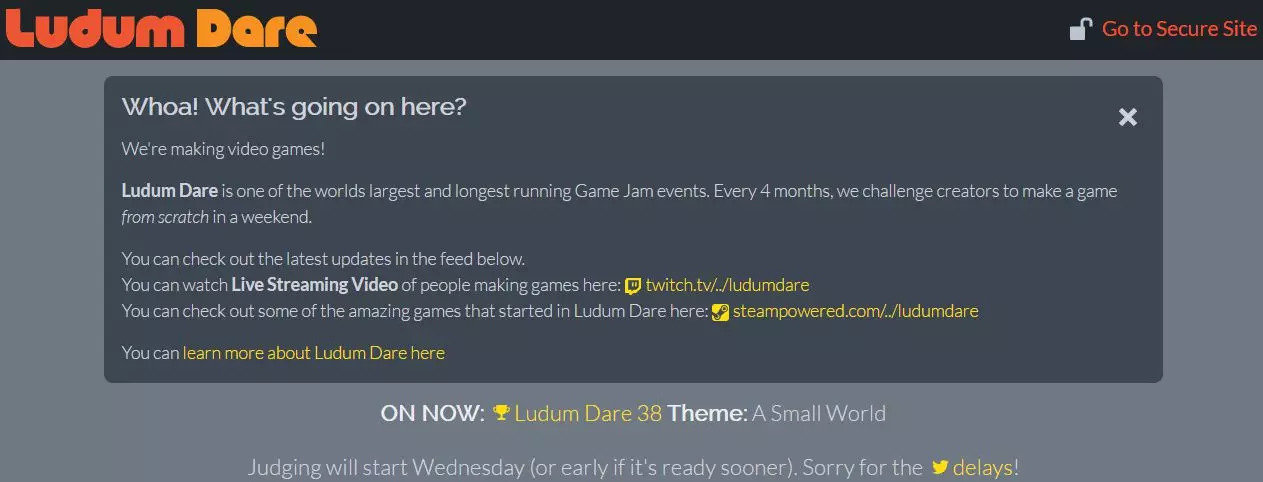 Ludum Dare
Go to Secure Site
Whoa! What's going on here?
We're making video games!
Ludum Dare is one of the worlds largest and longest running Game Jam events. Every 4 months, we challenge creators to make a game
from scratch in a weekend.
You can check out the latest updates in the feed below.
You can watch Live Streaming Video of people making games here: twitch.tv/../ludumdare
You can check out some of the amazing games that started in Ludum Dare here: steampowered.com/../ludumdare
You can learn more about Ludum Dare here
ON NOW: Ludum Dare 38 Theme: A Small World
Judging will start Wednesday (or early if it's ready sooner). Sorry for the delays!